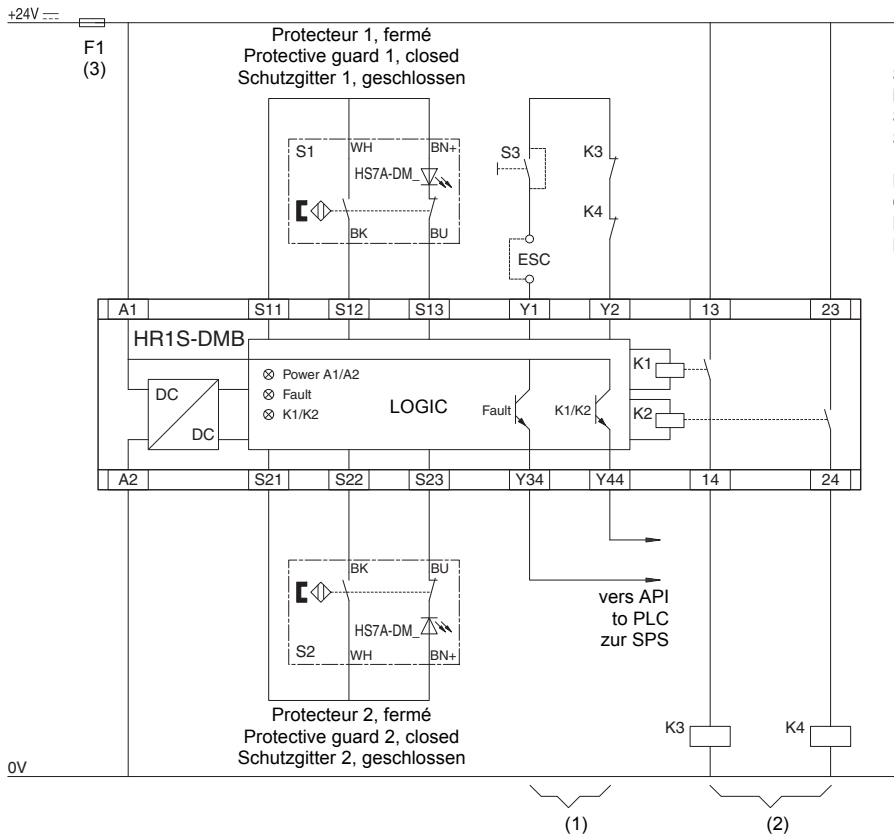 +24V
F1
(3)
Protecteur 1, fermé
Protective guard 1, closed
Schutzgitter 1, geschlossen
S1
WH
BN+
HS7A-DM_
BK
BU
S3
K3
K4
ESC
A1
S11
S12
S13
Y1
Y2
13
23
HR1S-DMB
DC
DC
Power A1/A2
Fault
K1/K2
LOGIC
Fault
K1/K2
K1
K2
A2
S21
S22
S23
Y34
Y44
14
24
BK
BU
HS7A-DM_
S2
WH
BN+
vers API
to PLC
zur SPS
Protecteur 2, fermé
Protective guard 2, closed
Schutzgitter 2, geschlossen
K3
K4
0V
(1)
(2)